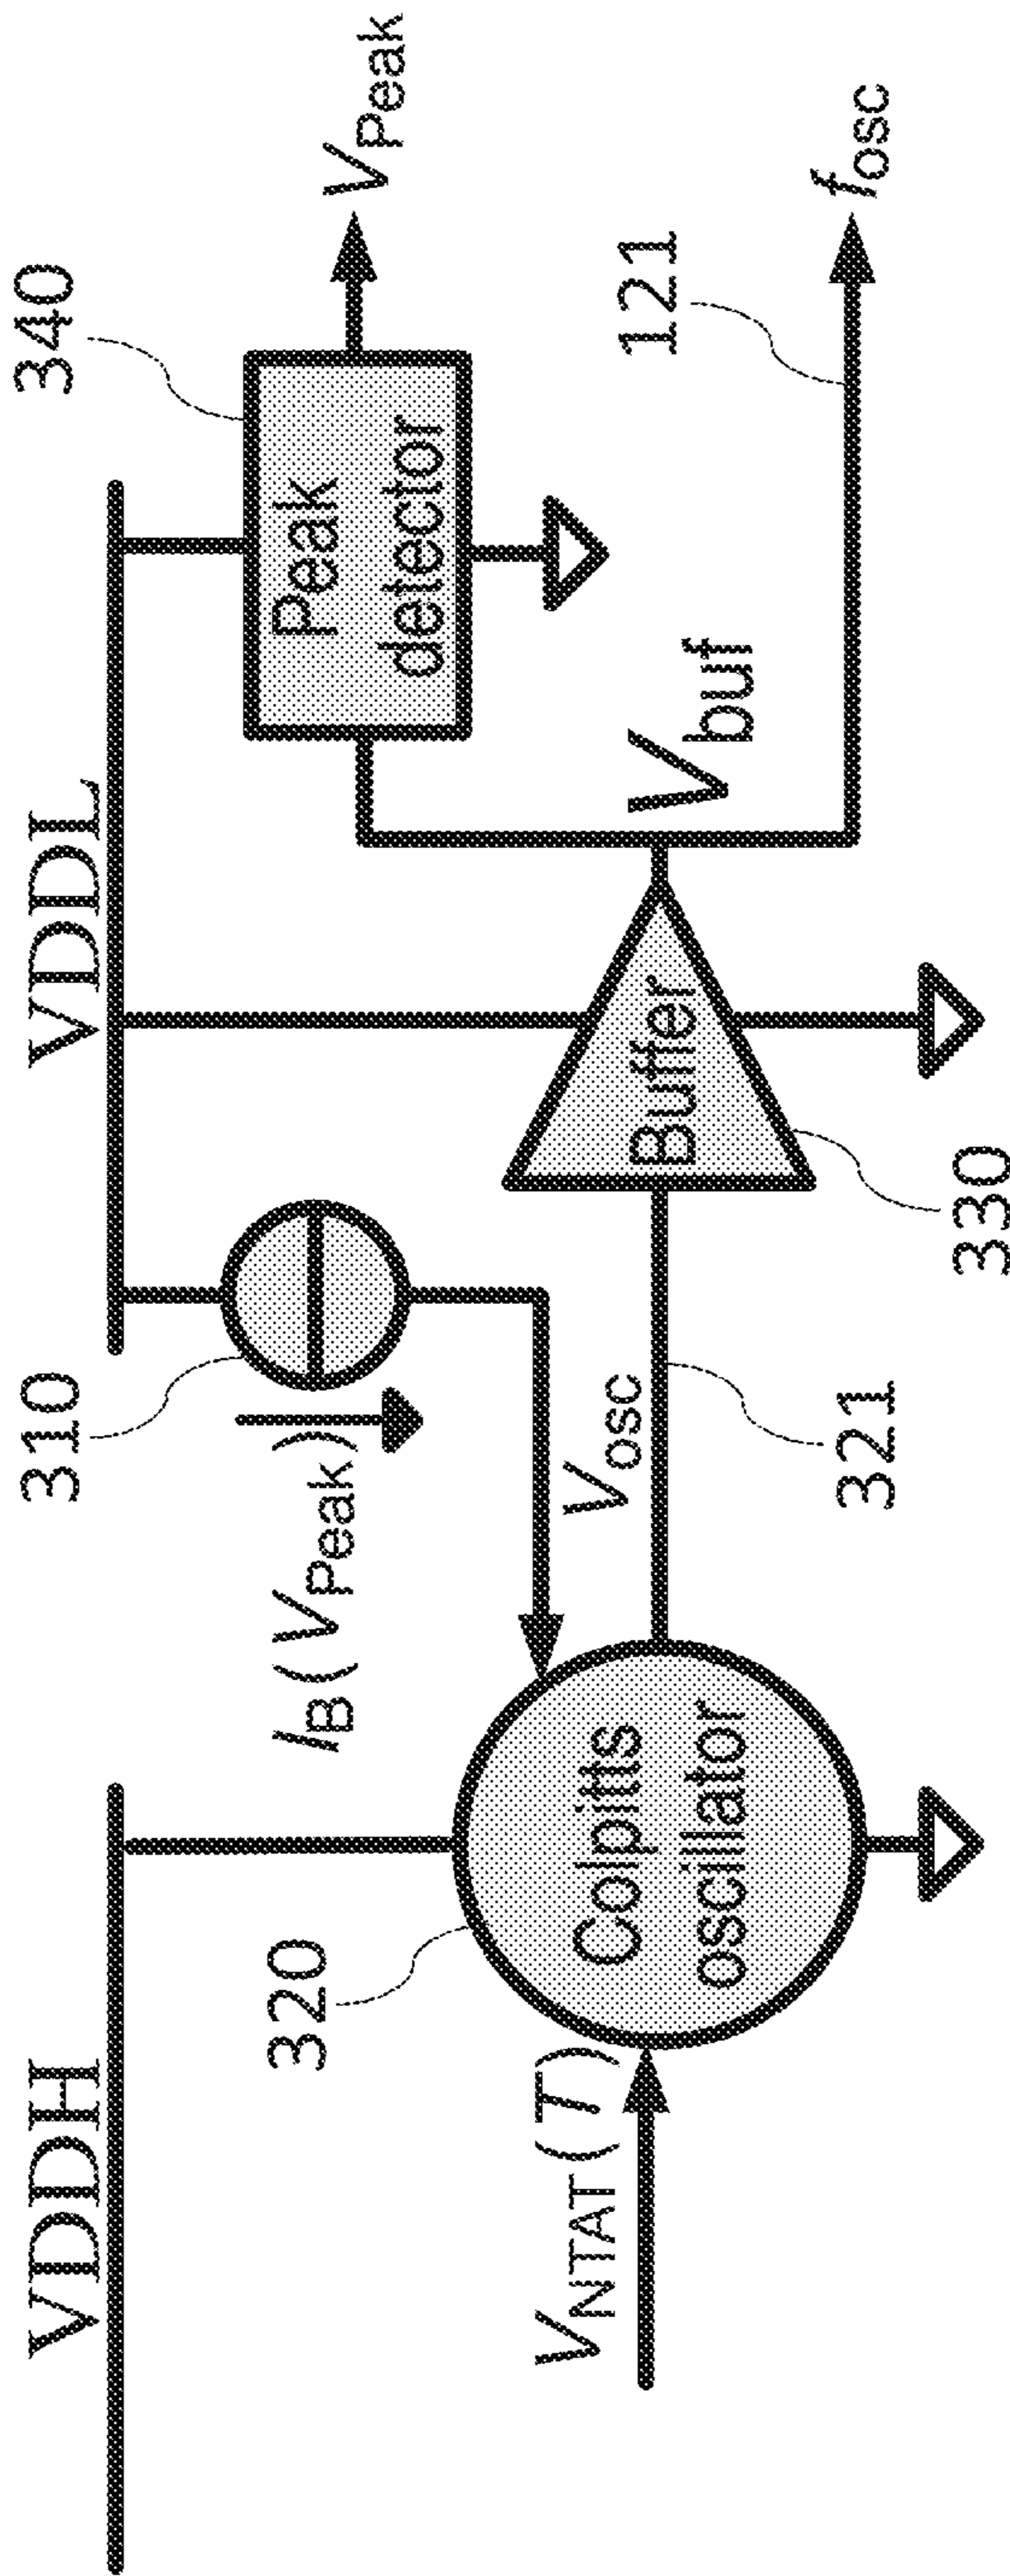 VDDH
VDDL
320
310
340
I_B(V_Peak)
Peak
detector
V_Peak
V_NTAT(T)
Colpitts
oscillator
V_osc
321
Buffer
330
V_buf
121
f_osc